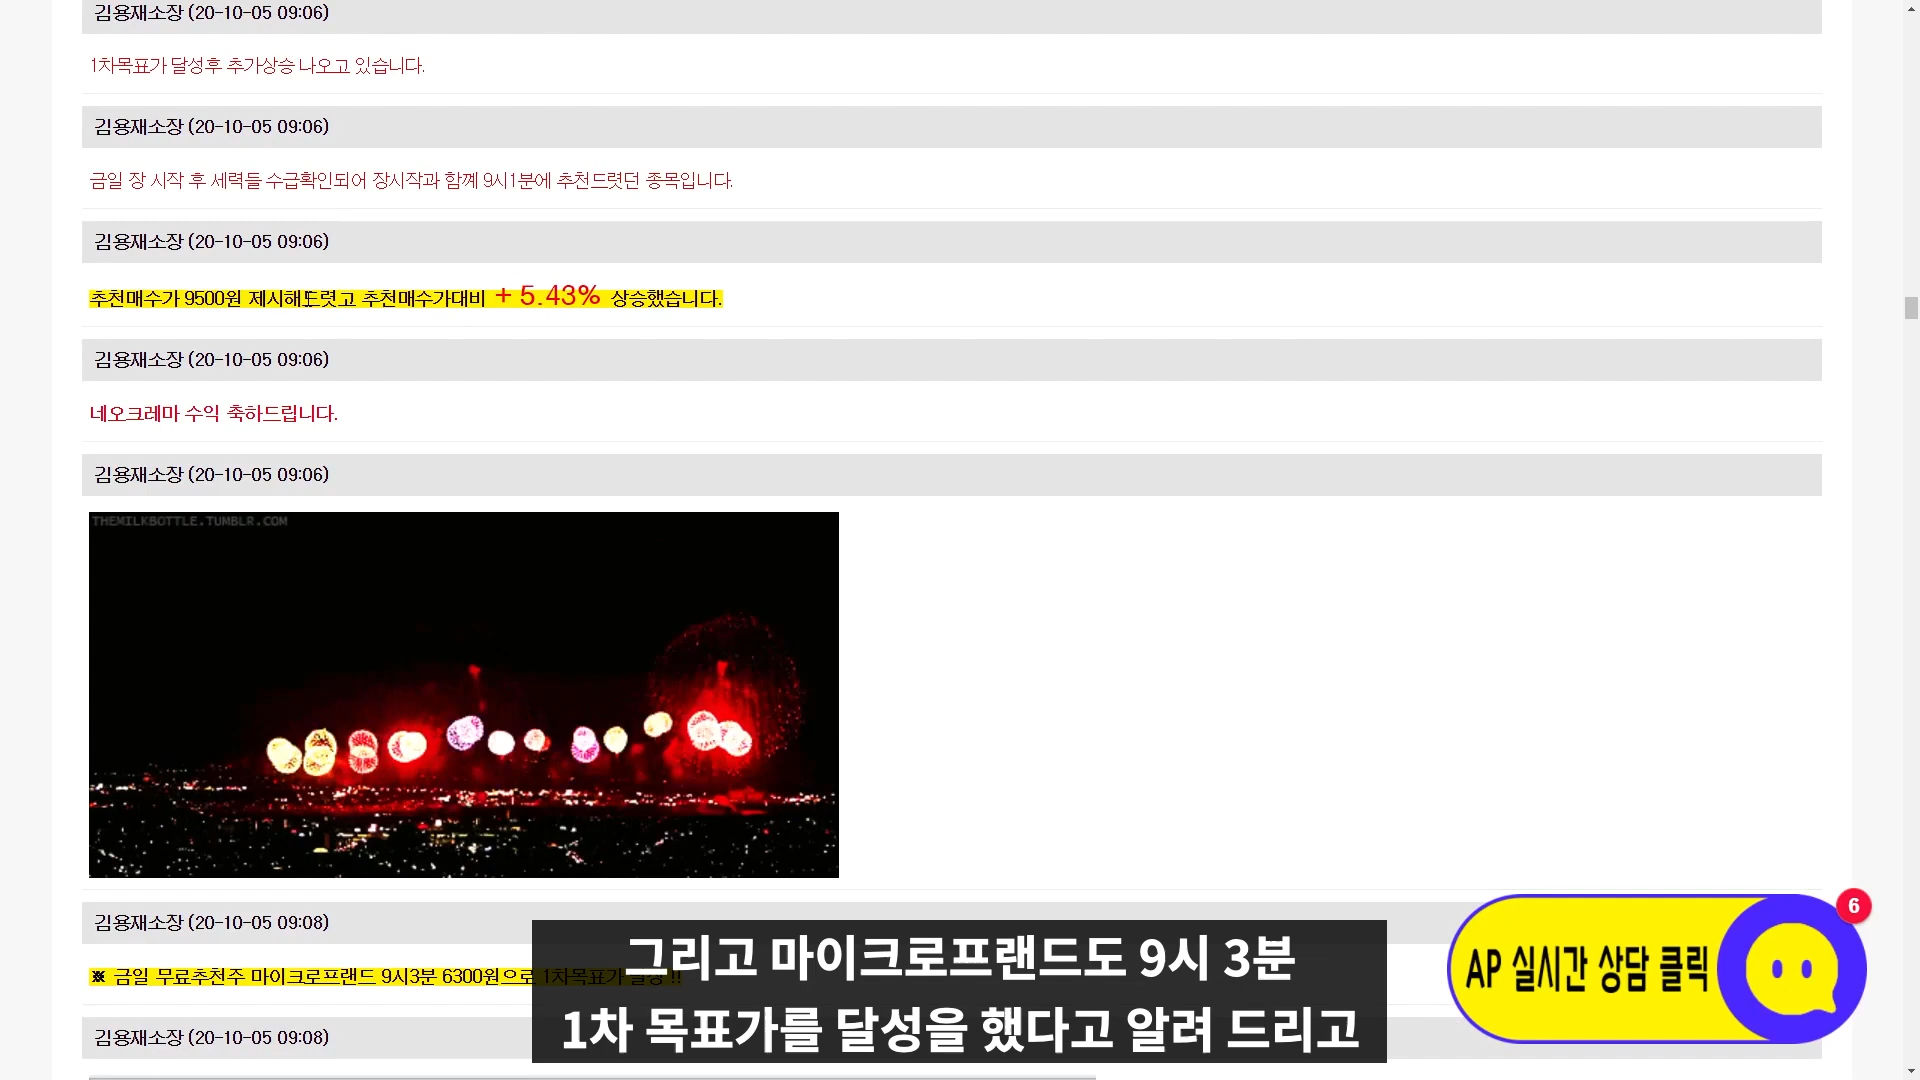 김용재소장 (20-10-05 09:06)
1차목표가 달성후 추가상승 나오고 있습니다.
김용재소장 (20-10-05 09:06)
금일 장 시작 후 세력들 수급확인되어 장시작과 함꼐 9시1분에 추천드렷던 종목입니다.
김용재소장 (20-10-05 09:06)
추천매수가 9500원 제시해드렷고 추천매수가대비 + 5.43% 상승했습니다.
김용재소장 (20-10-05 09:06)
네오크레마 수익 축하드립니다.
김용재소장 (20-10-05 09:06)
THEMILKBOTTLE.TUMBLR.COM
김용재소장 (20-10-05 09:08)
※ 금일 무료추천주 마이크로프랜드 9시3분 6300원으로 1차목표가 달성 !!
김용재소장 (20-10-05 09:08)
그리고 마이크로프랜드도 9시 3분
1차 목표가를 달성을 했다고 알려 드리고
AP 실시간 상담 클릭
6